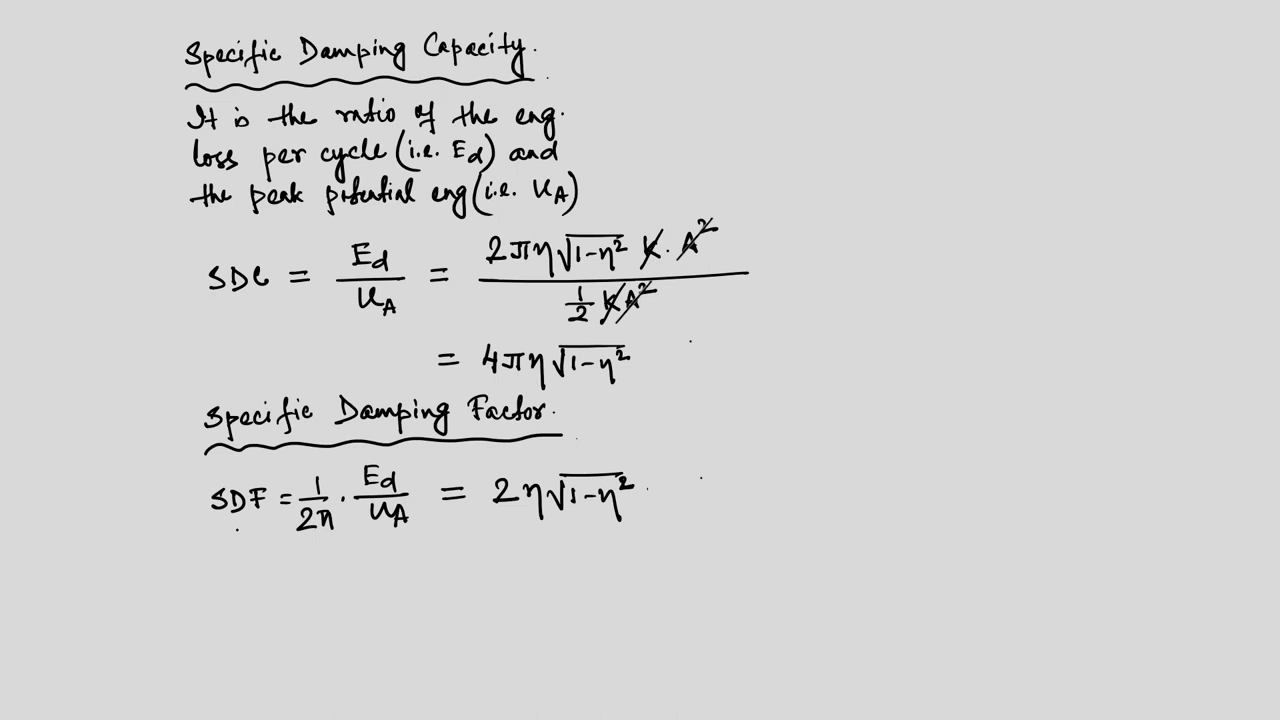 Specific Damping Capacity.
It is the ratio of the eng.
loss per cycle (i.e. Ed) and
the peak potential eng (i.e. UA)
SDC = Ed/UA = 2πη√(1-η²) K. A² / ½ KA²
= 4πη√(1-η²)
Specific Damping Factor.
SDF = 1/2π . Ed/UA = 2η√(1-η²)